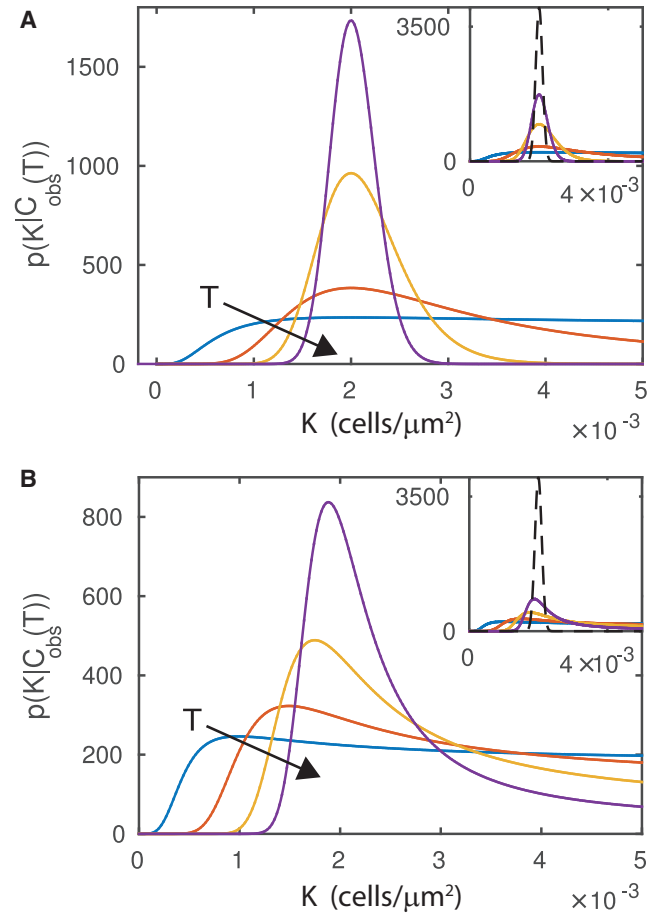 A
p(K|C_obs(T))
1500
1000
500
0
0 1 2 3 4 5
K (cells/μm²)
×10⁻³
T
3500
0
0 4×10⁻³
B
p(K|C_obs(T))
800
600
400
200
0
0 1 2 3 4 5
K (cells/μm²)
×10⁻³
T
3500
0
0 4×10⁻³